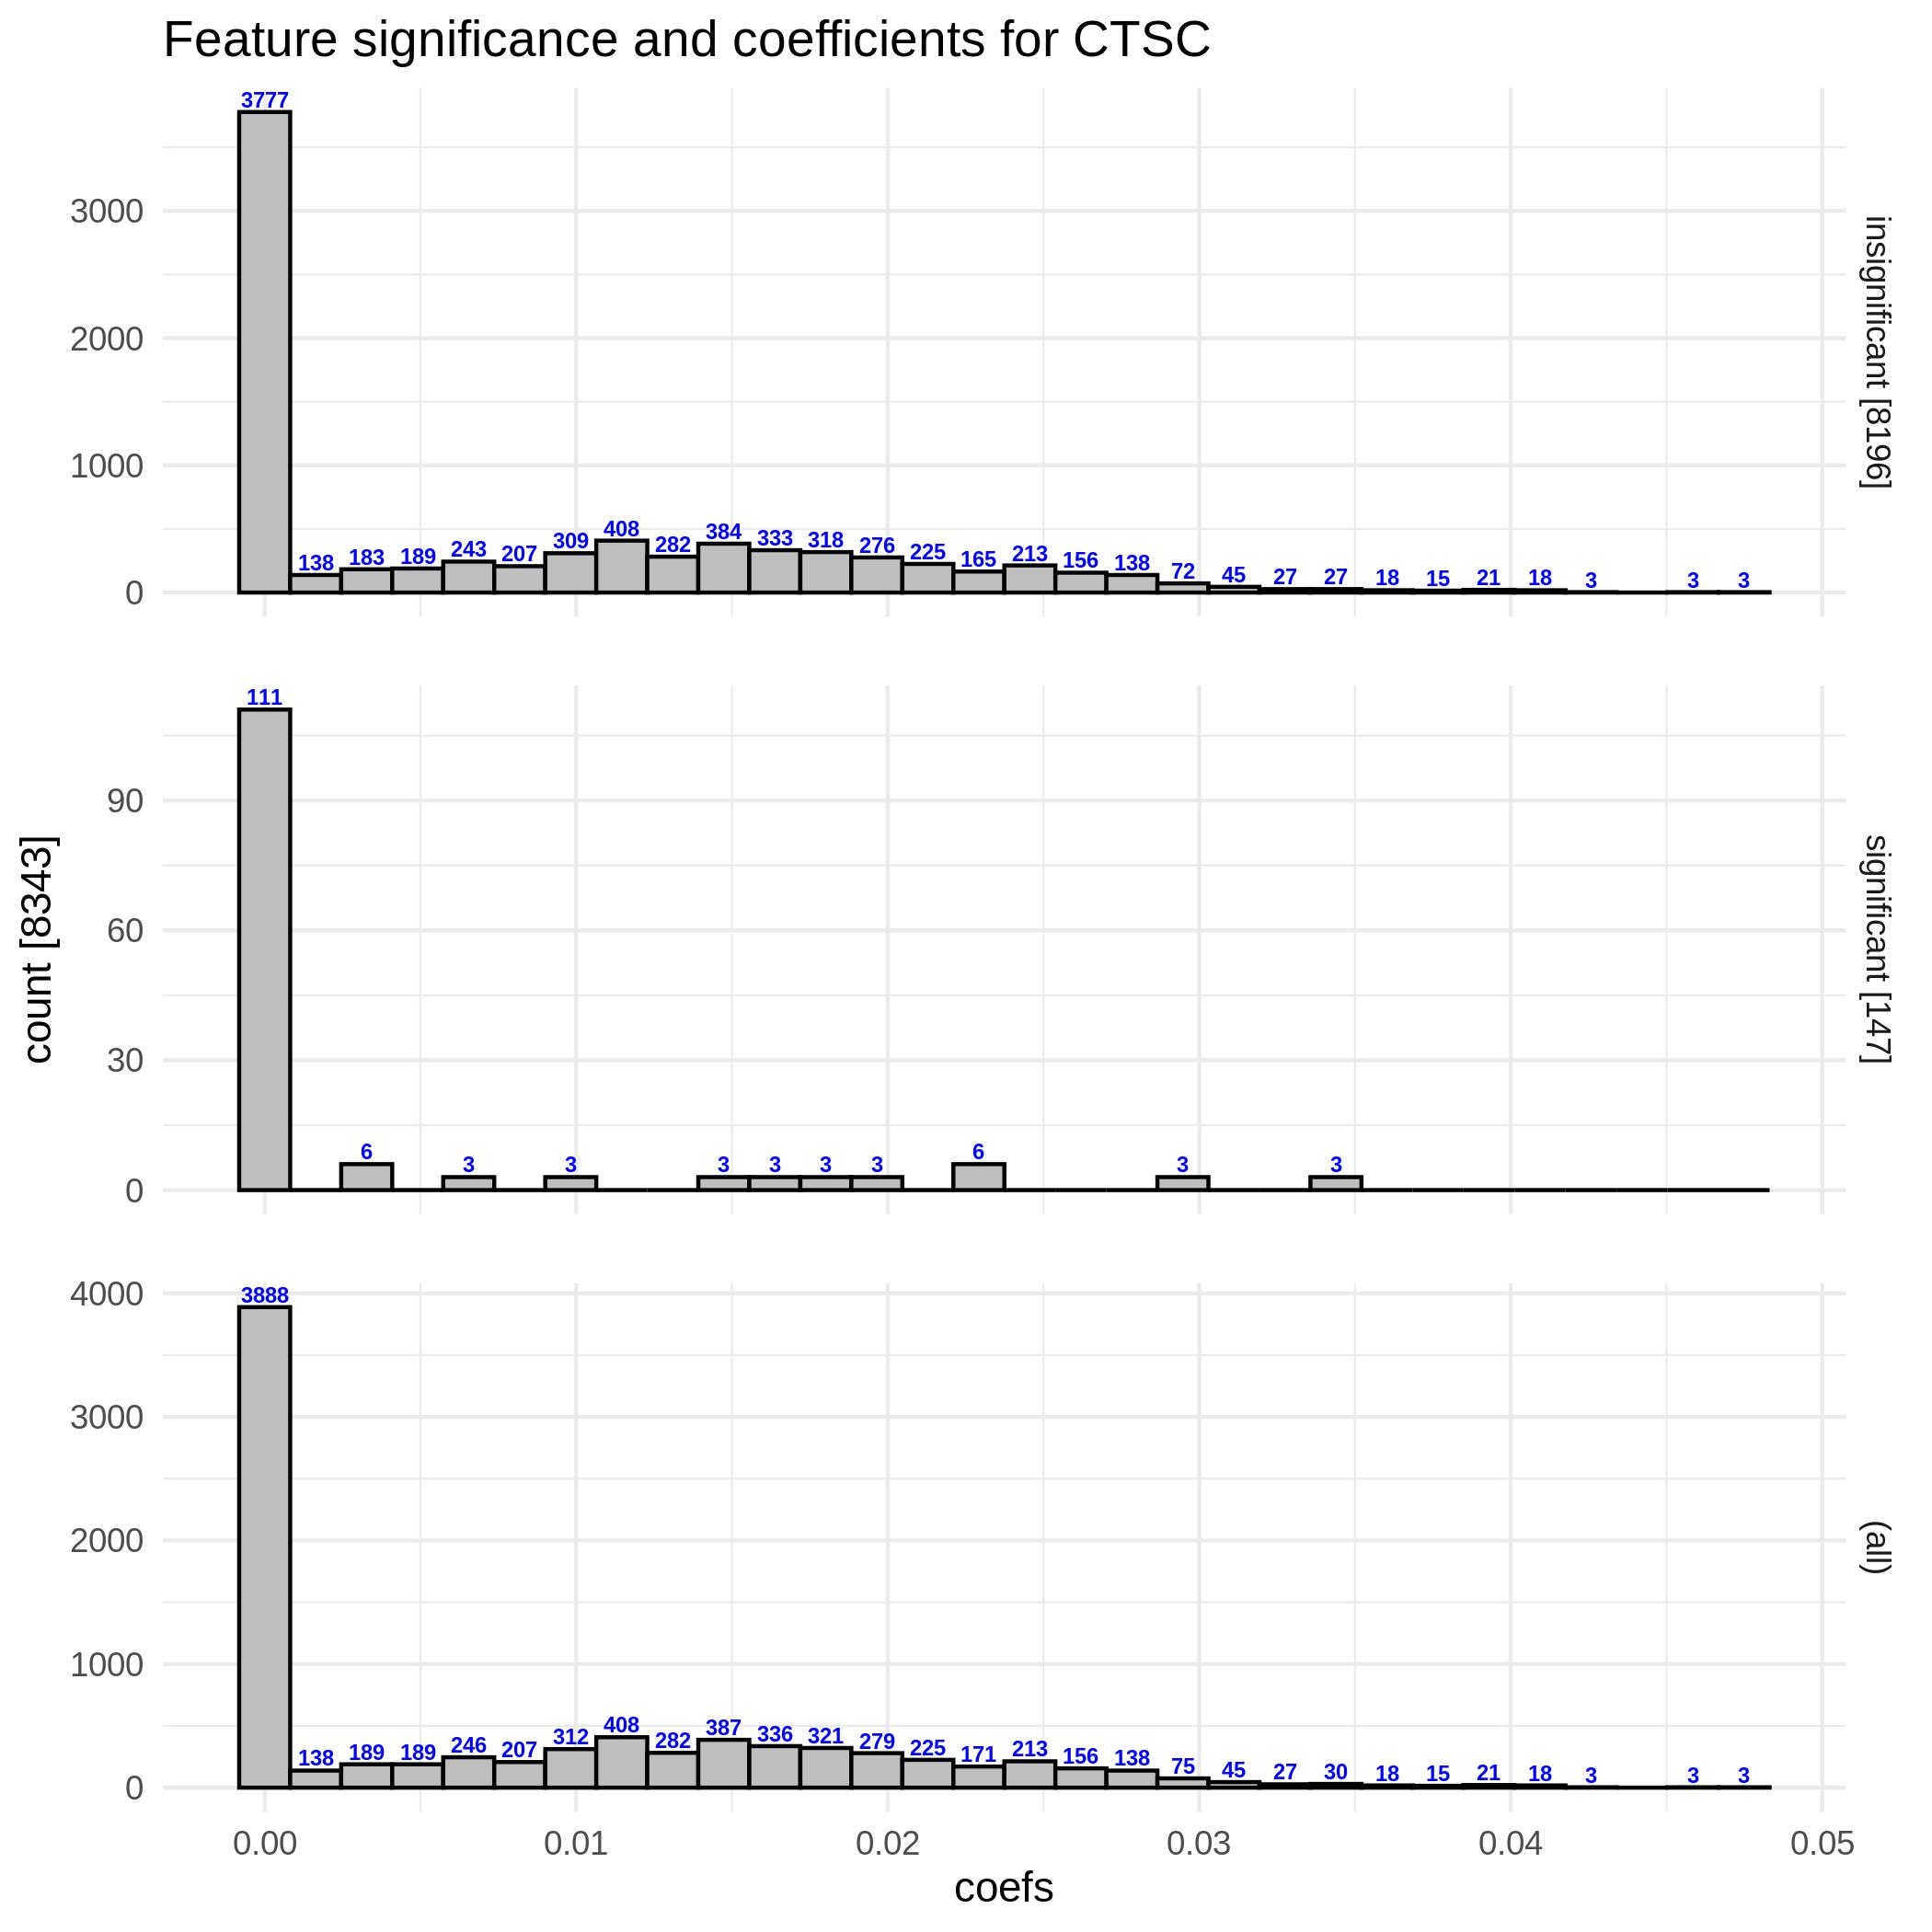 Feature significance and coefficients for CTSC
3777
3000
2000
1000
0
138 183 189 243 207 309 408 282 384 333 318 276 225 165 213 156 138 72 45 27 27 18 15 21 18 3 3 3
insignificant [8196]
count [8343]
111
90
60
30
0
6 3 3 3 3 3 3 6 3 3
significant [147]
4000
3888
3000
2000
1000
0
138 189 189 246 207 312 408 282 387 336 321 279 225 171 213 156 138 75 45 27 30 18 15 21 18 3 3 3
(all)
0.00 0.01 0.02 0.03 0.04 0.05
coefs